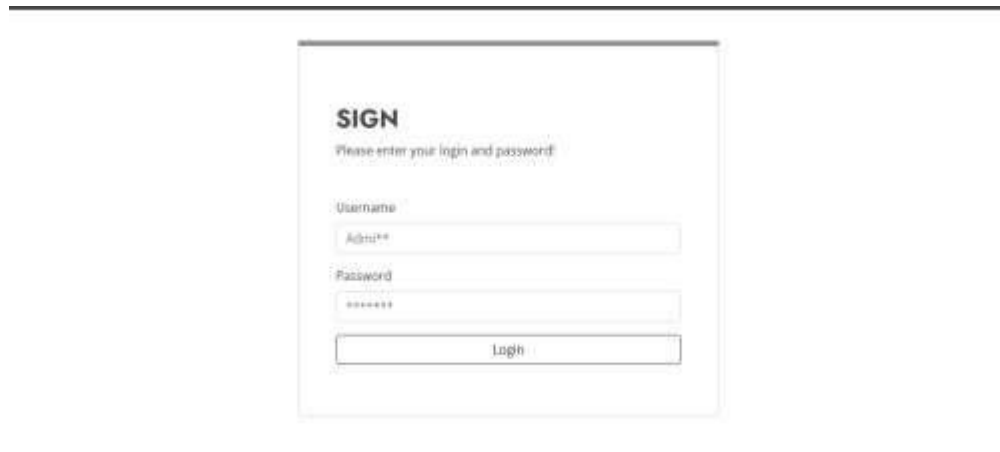 SIGN
Please enter your login and password!
Username
Admi**
Password
*******
Login